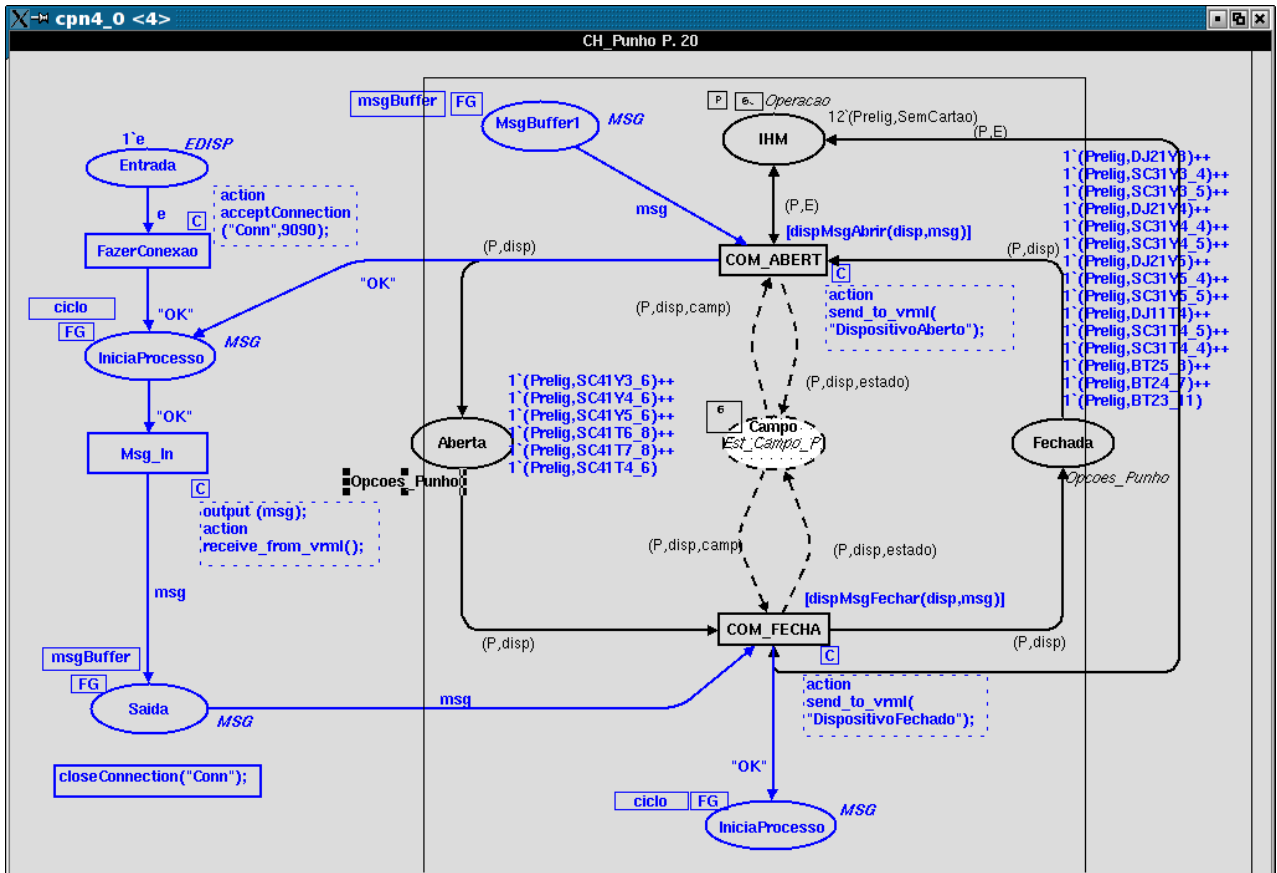 cpn4_0 <4>
CH_Punho P. 20
msgBuffer
FG
MsgBuffer1
MSG
P
6.
Operacao
IHM
12`(Prelig,SemCartao)
(P,E)
1`e
EDISP
Entrada
e
C
action
acceptConnection
("Conn",9090);
FazerConexao
"OK"
ciclo
FG
IniciaProcesso
MSG
"OK"
Msg_In
C
output (msg);
action
receive_from_vrml();
msg
msgBuffer
FG
Saida
MSG
closeConnection("Conn");
msg
(P,E)
[dispMsgAbrir(disp,msg)]
COM_ABERT
C
action
send_to_vrml(
"DispositivoAberto");
(P,disp)
"OK"
(P,disp)
(P,disp,camp)
(P,disp,estado)
1`(Prelig,DJ21Y3)++
1`(Prelig,SC31Y3_4)++
1`(Prelig,SC31Y3_5)++
1`(Prelig,DJ21Y4)++
1`(Prelig,SC31Y4_4)++
1`(Prelig,SC31Y4_5)++
1`(Prelig,DJ21Y5)++
1`(Prelig,SC31Y5_4)++
1`(Prelig,SC31Y5_5)++
1`(Prelig,DJ11T4)++
1`(Prelig,SC31T4_5)++
1`(Prelig,SC31T4_4)++
1`(Prelig,BT25_8)++
1`(Prelig,BT24_7)++
1`(Prelig,BT23_11)
1`(Prelig,SC41Y3_6)++
1`(Prelig,SC41Y4_6)++
1`(Prelig,SC41Y5_6)++
1`(Prelig,SC41T6_8)++
1`(Prelig,SC41T7_8)++
1`(Prelig,SC41T4_6)
Aberta
Opcoes_Punho
6
Campo
Est_Campo_P
Fechada
Opcoes_Punho
(P,disp,camp)
(P,disp,estado)
[dispMsgFechar(disp,msg)]
COM_FECHA
C
(P,disp)
(P,disp)
msg
action
send_to_vrml(
"DispositivoFechado");
"OK"
ciclo
FG
IniciaProcesso
MSG